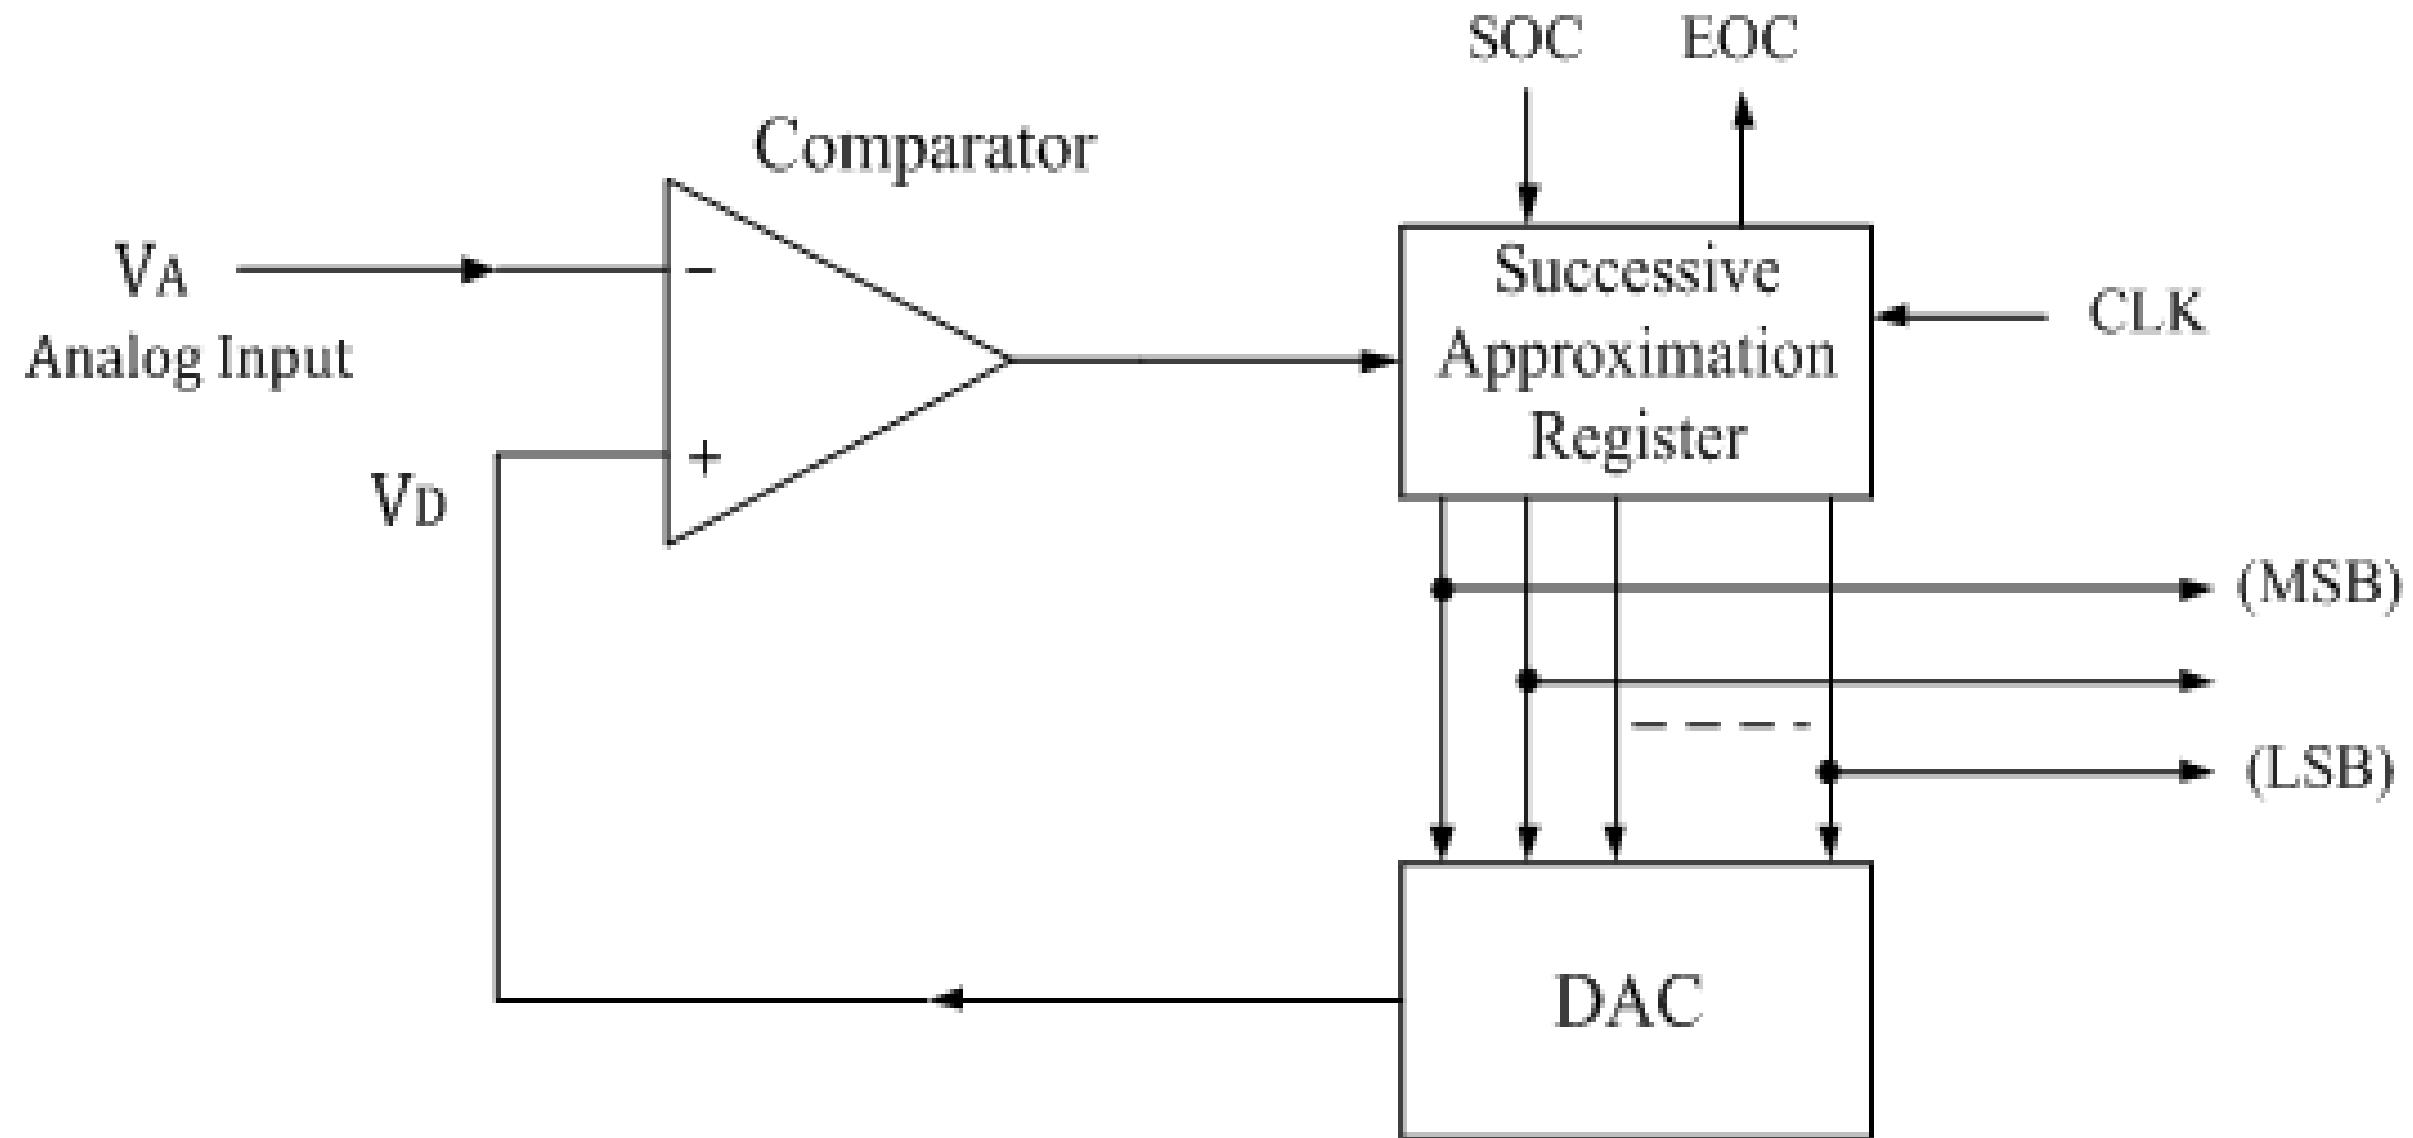 SOC EOC
Comparator
VA
Analog Input
-
+
VD
Successive
Approximation
Register
CLK
(MSB)
(LSB)
DAC